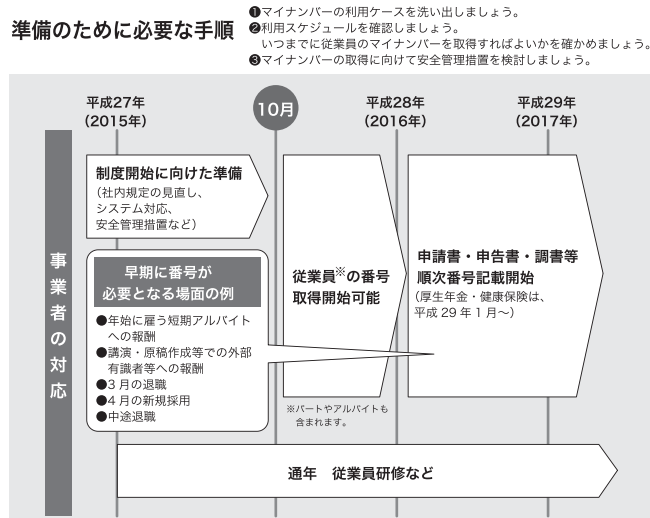 準備のために必要な手順
❶マイナンバーの利用ケースを洗い出しましょう。
❷利用スケジュールを確認しましょう。
いつまでに従業員のマイナンバーを取得すればよいかを確かめましょう。
❸マイナンバーの取得に向けて安全管理措置を検討しましょう。
平成27年
（2015年）
10月
平成28年
（2016年）
平成29年
（2017年）
事業者の対応
制度開始に向けた準備
（社内規定の見直し、
システム対応、
安全管理措置など）
早期に番号が
必要となる場面の例
●年始に雇う短期アルバイト
への報酬
●講演・原稿作成等での外部
有識者等への報酬
●3月の退職
●4月の新規採用
●中途退職
従業員※の番号
取得開始可能
※パートやアルバイトも
含まれます。
申請書・申告書・調書等
順次番号記載開始
（厚生年金・健康保険は、
平成29年1月～）
通年　従業員研修など